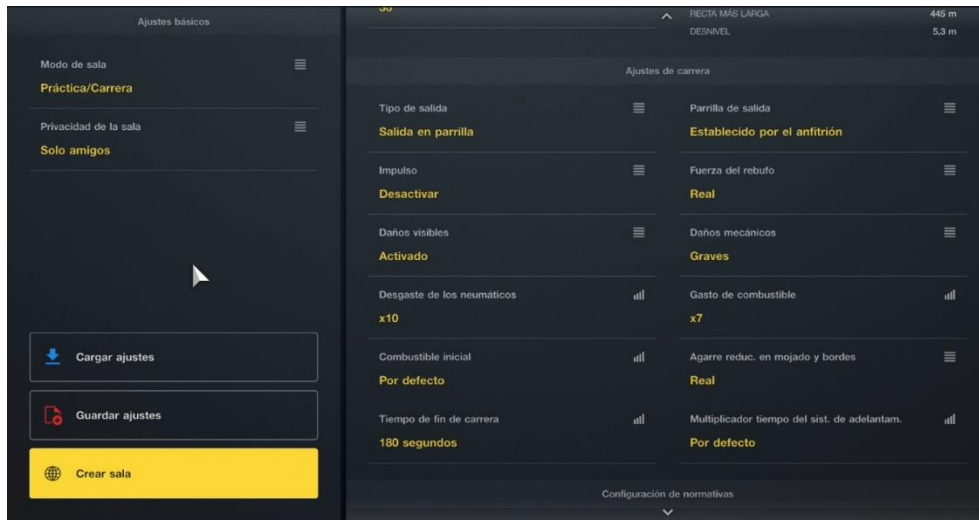 Ajustes básicos
Modo de sala
Práctica/Carrera
Privacidad de la sala
Solo amigos
Cargar ajustes
Guardar ajustes
Crear sala
RECTA MÁS LARGA 445 m
DESNIVEL 5,3 m
Ajustes de carrera
Tipo de salida
Salida en parrilla
Parrilla de salida
Establecido por el anfitrión
Impulso
Desactivar
Fuerza del rebufo
Real
Daños visibles
Activado
Daños mecánicos
Graves
Desgaste de los neumáticos
x10
Gasto de combustible
x7
Combustible inicial
Por defecto
Agarre reduc. en mojado y bordes
Real
Tiempo de fin de carrera
180 segundos
Multiplicador tiempo del sist. de adelantam.
Por defecto
Configuración de normativas